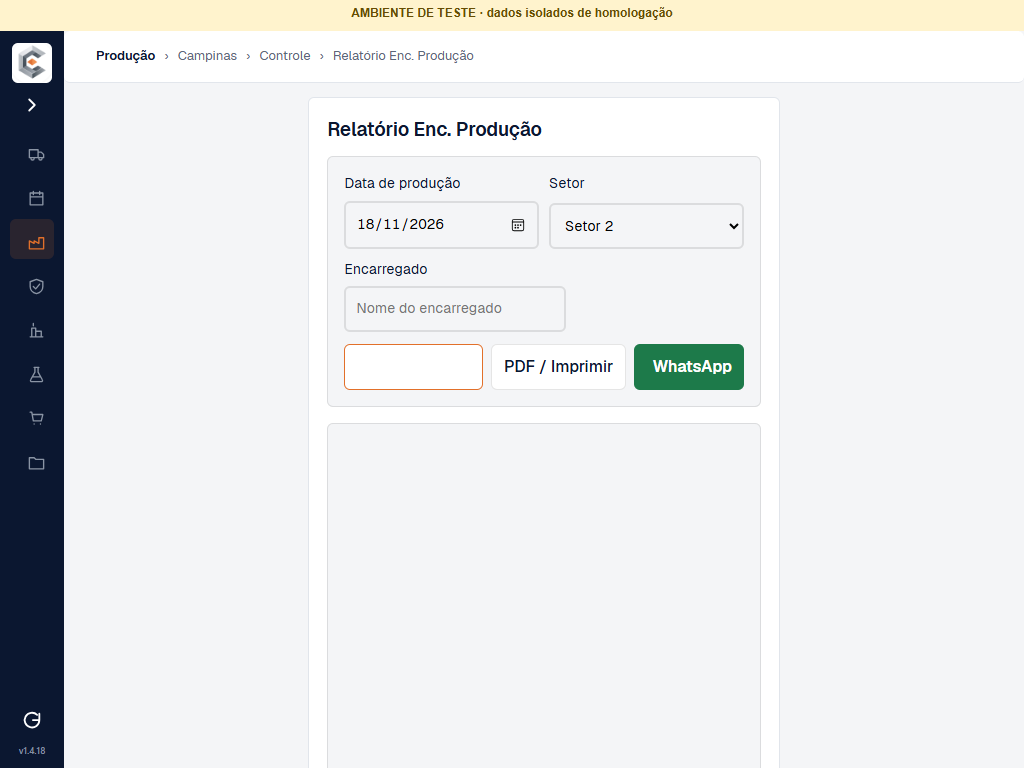 AMBIENTE DE TESTE · dados isolados de homologação
Produção › Campinas › Controle › Relatório Enc. Produção
Relatório Enc. Produção
Data de produção
Setor
18/11/2026
Setor 2
Encarregado
Nome do encarregado
PDF / Imprimir
WhatsApp
v1.4.18